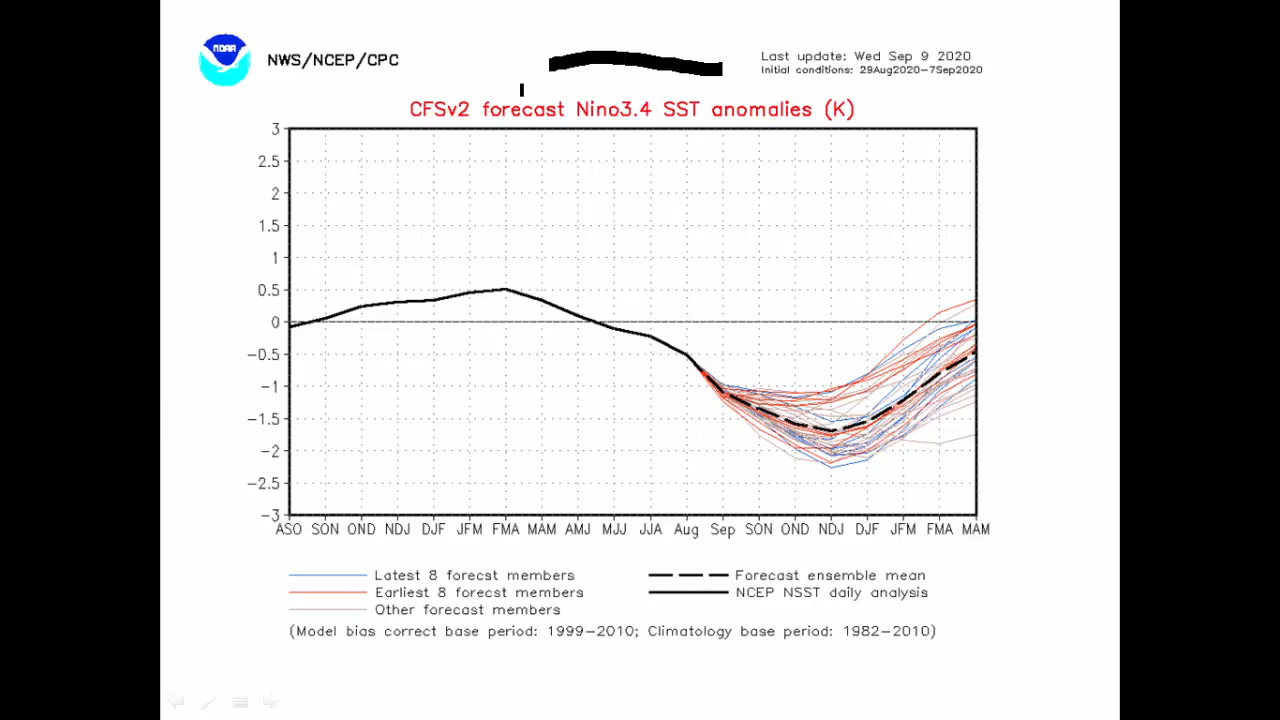 NOAA
NWS/NCEP/CPC
Last update: Wed Sep 9 2020
Initial conditions: 29Aug2020-7Sep2020
CFSv2 forecast Nino3.4 SST anomalies (K)
3
2.5
2
1.5
1
0.5
0
-0.5
-1
-1.5
-2
-2.5
-3
ASO SON OND NDJ DJF JFM FMA MAM AMJ MJJ JJA Aug Sep SON OND NDJ DJF JFM FMA MAM
Latest 8 forecst members
Forecast ensemble mean
Earliest 8 forecst members
NCEP NSST daily analysis
Other forecast members
(Model bias correct base period: 1999-2010; Climatology base period: 1982-2010)